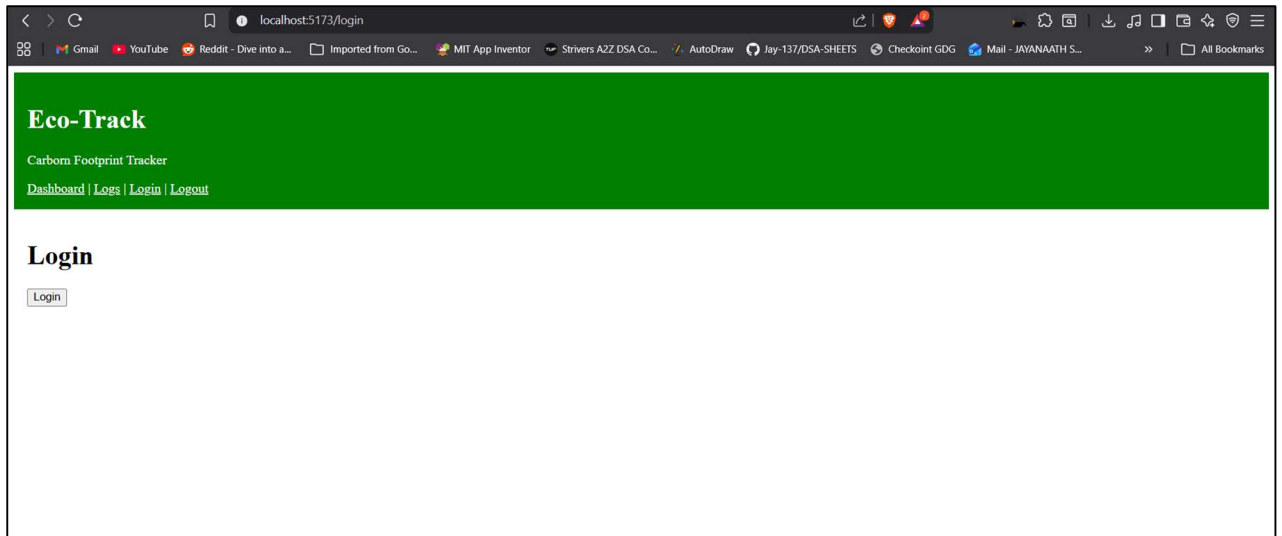 localhost:5173/login
2
Gmail YouTube Reddit - Dive into a... Imported from Go... MIT App Inventor Strivers A2Z DSA Co... AutoDraw Jay-137/DSA-SHEETS Checkoint GDG Mail - JAYANAATH S... » All Bookmarks
Eco-Track
Carborn Footprint Tracker
Dashboard | Logs | Login | Logout
Login
Login